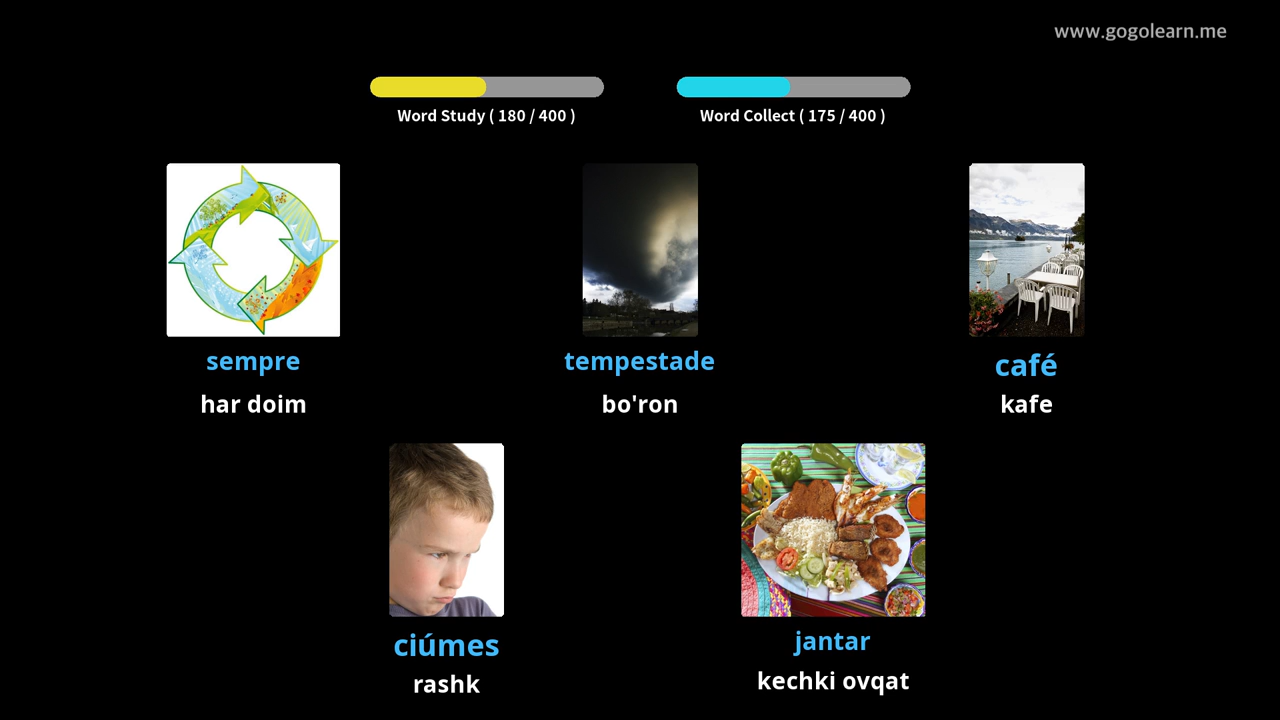 www.gogolearn.me
Word Study ( 180 / 400 )
Word Collect ( 175 / 400 )
sempre
har doim
tempestade
bo'ron
café
kafe
ciúmes
rashk
jantar
kechki ovqat